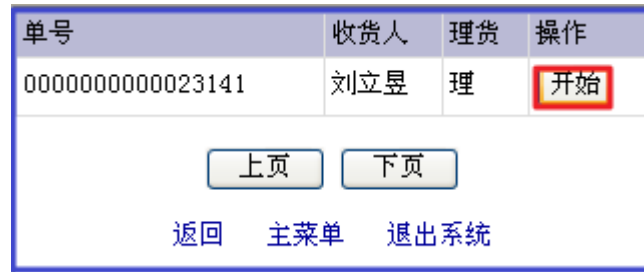 单号 收货人 理货 操作
0000000000023141 刘立昱 理 开始
上页 下页
返回 主菜单 退出系统